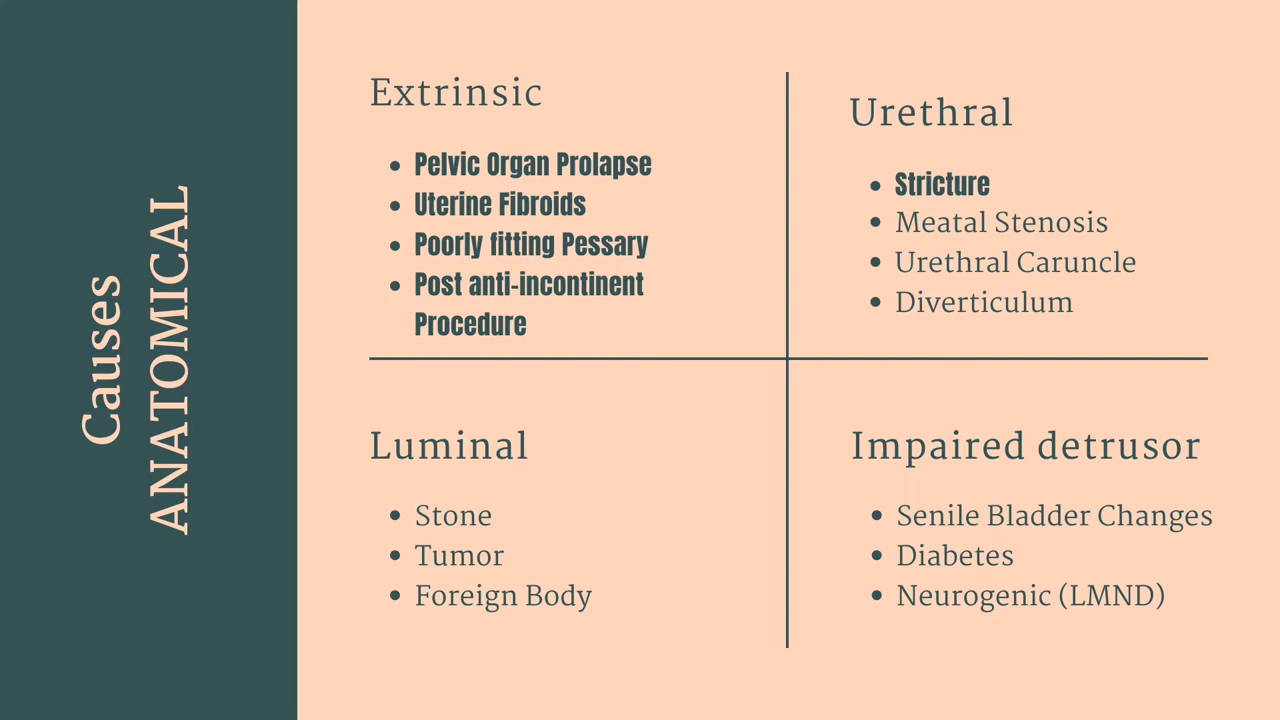 Causes
ANATOMICAL
Extrinsic
Pelvic Organ Prolapse
Uterine Fibroids
Poorly fitting Pessary
Post anti-incontinent
Procedure
Urethral
Stricture
Meatal Stenosis
Urethral Caruncle
Diverticulum
Luminal
Stone
Tumor
Foreign Body
Impaired detrusor
Senile Bladder Changes
Diabetes
Neurogenic (LMND)